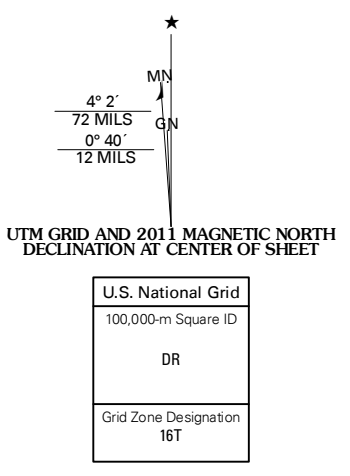 ★
MN
4° 2´
72 MILS
GN
0° 40´
12 MILS
UTM GRID AND 2011 MAGNETIC NORTH
DECLINATION AT CENTER OF SHEET
U.S. National Grid
100,000-m Square ID
DR
Grid Zone Designation
16T